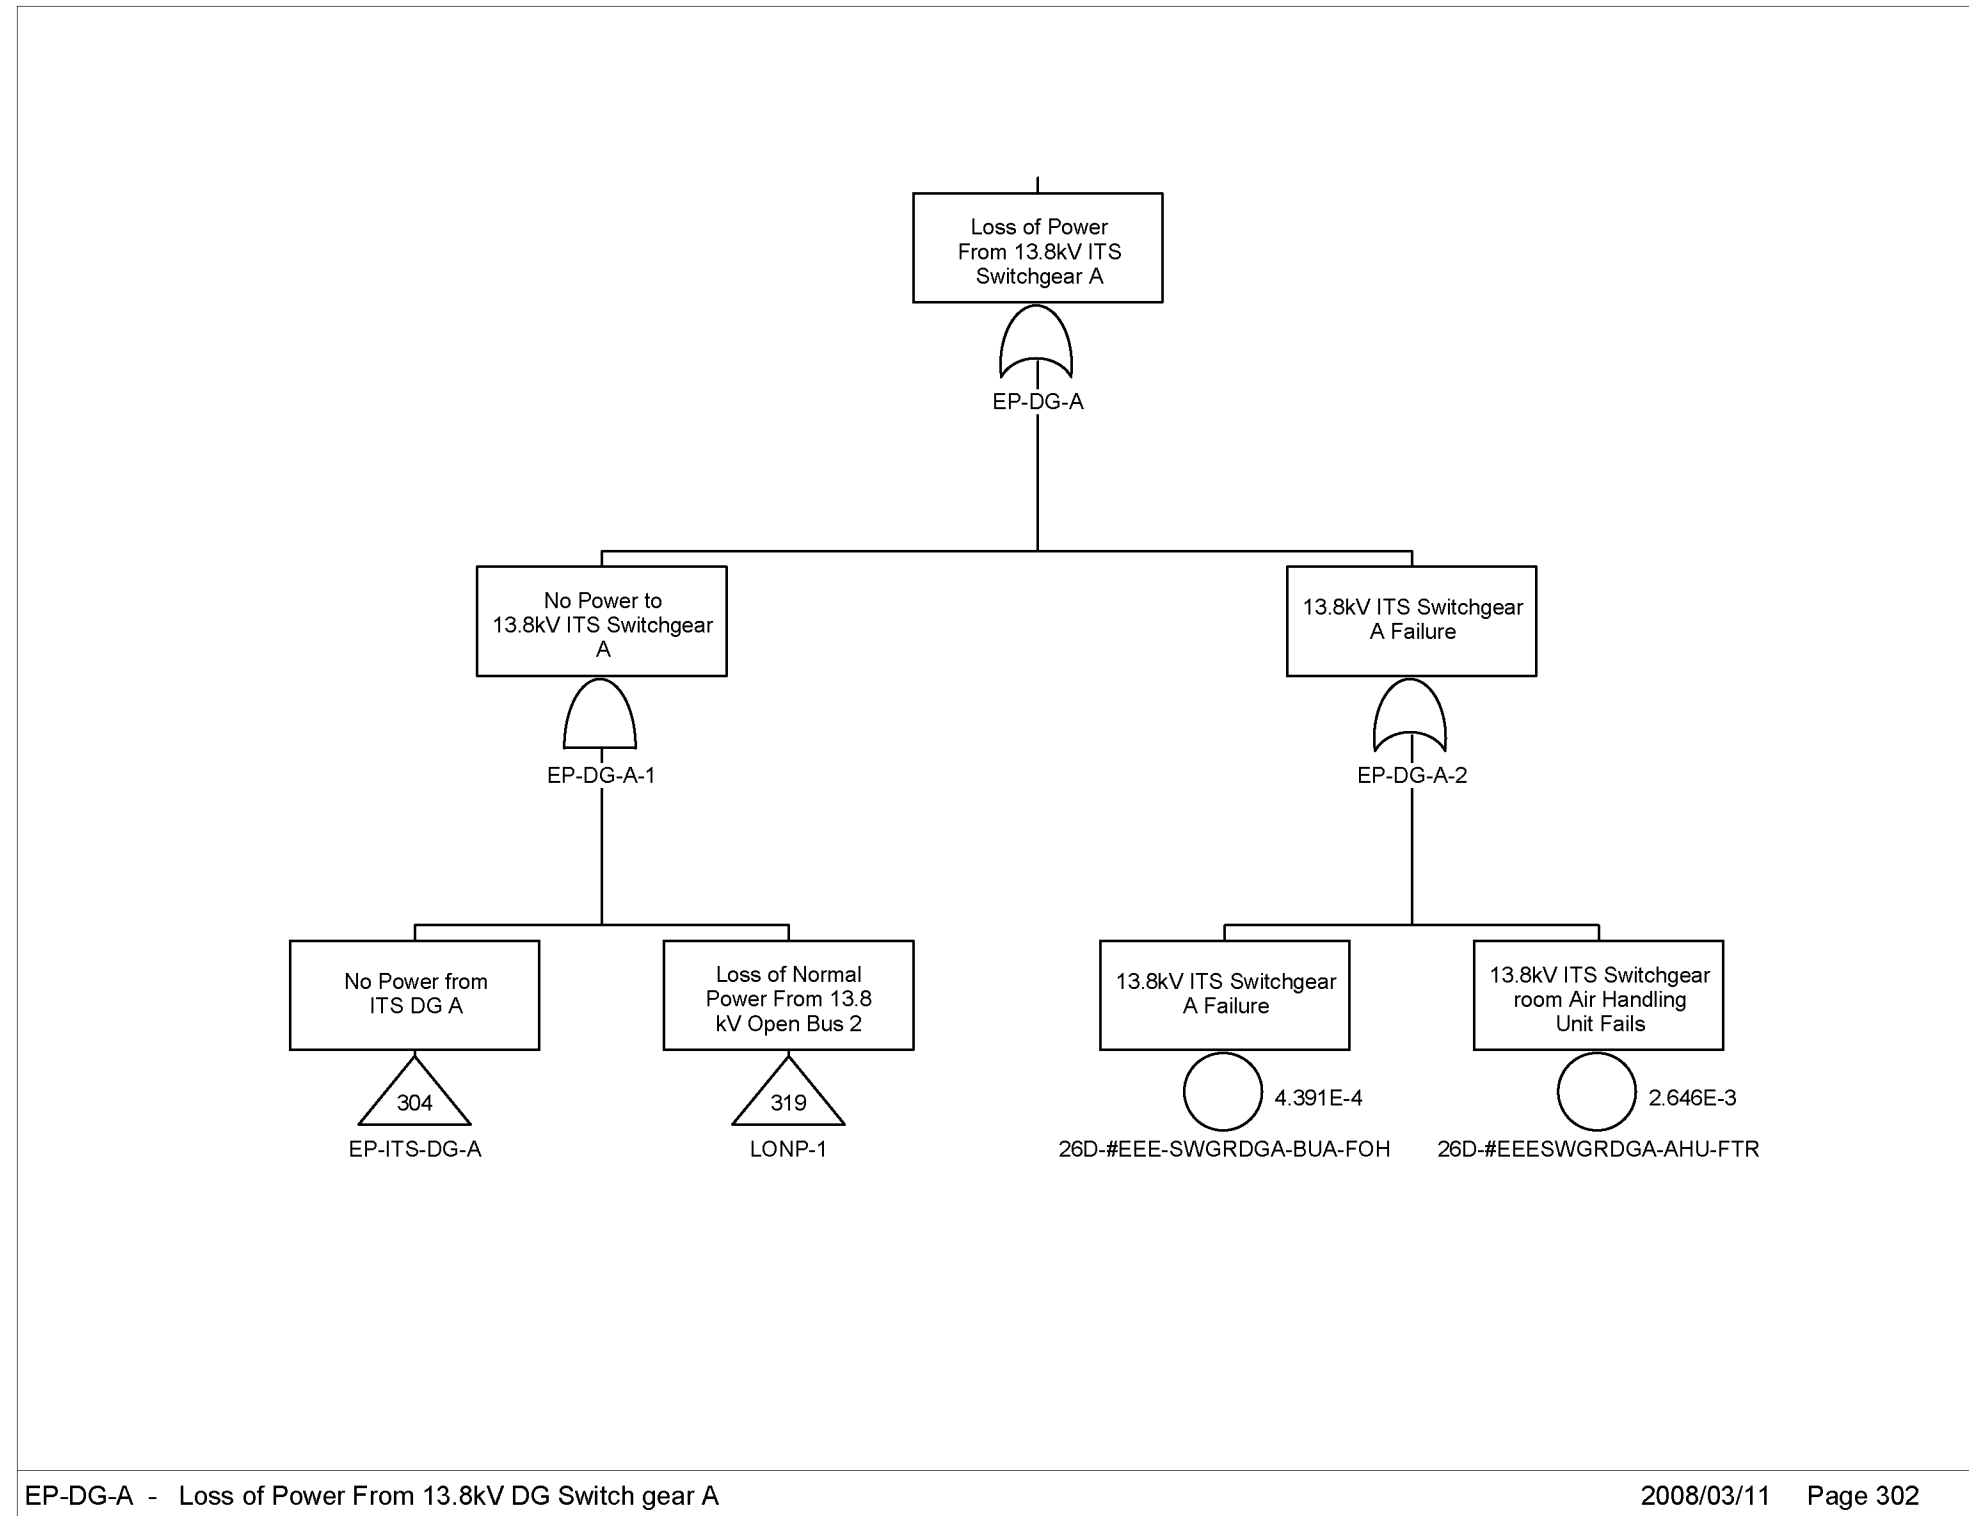 Loss of Power
From 13.8kV ITS
Switchgear A
EP-DG-A
No Power to
13.8kV ITS Switchgear
A
EP-DG-A-1
13.8kV ITS Switchgear
A Failure
EP-DG-A-2
No Power from
ITS DG A
304
EP-ITS-DG-A
Loss of Normal
Power From 13.8
kV Open Bus 2
319
LONP-1
13.8kV ITS Switchgear
A Failure
4.391E-4
26D-#EEE-SWGRDGA-BUA-FOH
13.8kV ITS Switchgear
room Air Handling
Unit Fails
2.646E-3
26D-#EEESWGRDGA-AHU-FTR
EP-DG-A - Loss of Power From 13.8kV DG Switch gear A
2008/03/11 Page 302